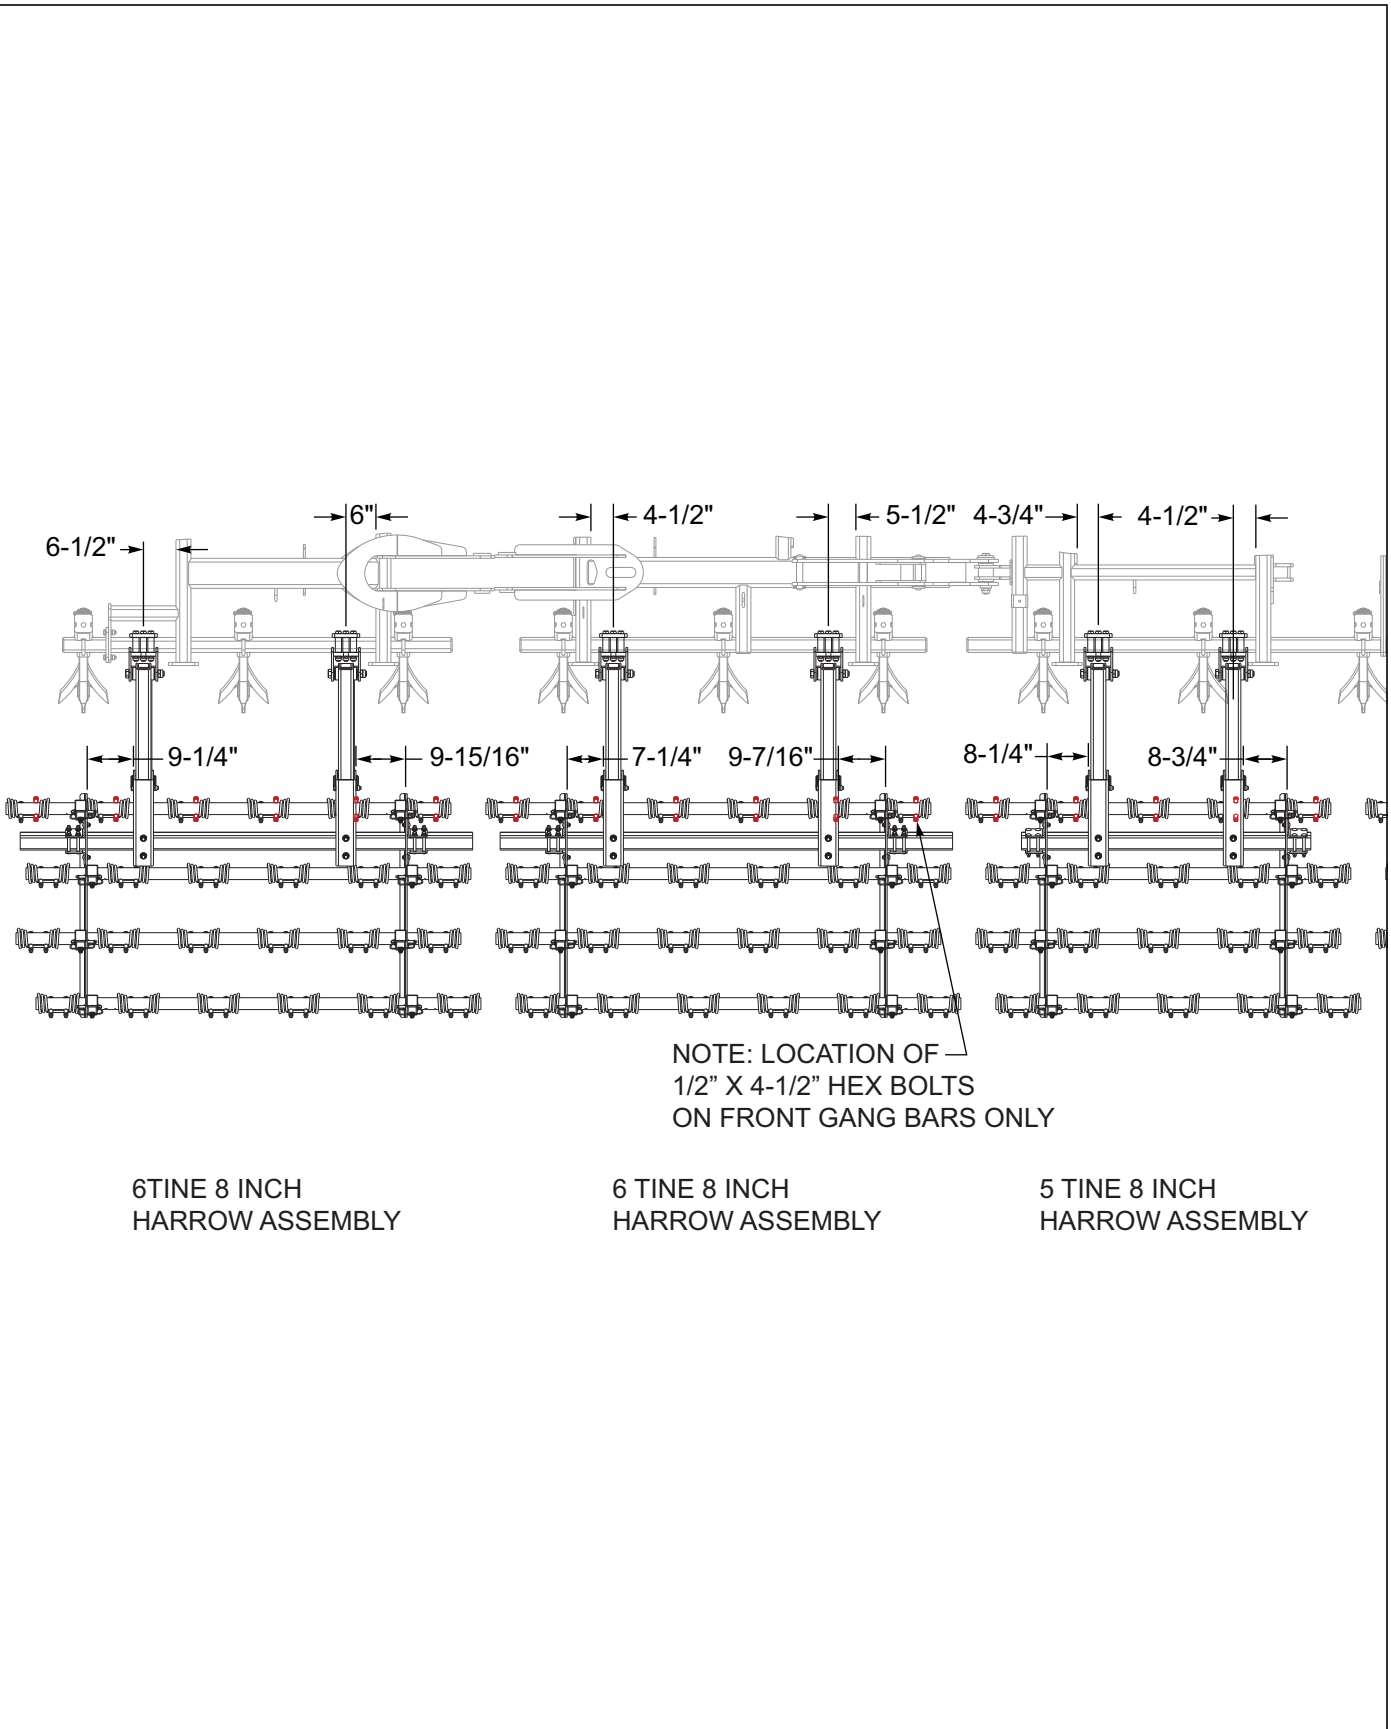 6"
4-1/2"
5-1/2"
4-3/4"
4-1/2"
6-1/2"
9-1/4"
9-15/16"
7-1/4"
9-7/16"
8-1/4"
8-3/4"
NOTE: LOCATION OF
1/2” X 4-1/2” HEX BOLTS
ON FRONT GANG BARS ONLY
6TINE 8 INCH
HARROW ASSEMBLY
6 TINE 8 INCH
HARROW ASSEMBLY
5 TINE 8 INCH
HARROW ASSEMBLY